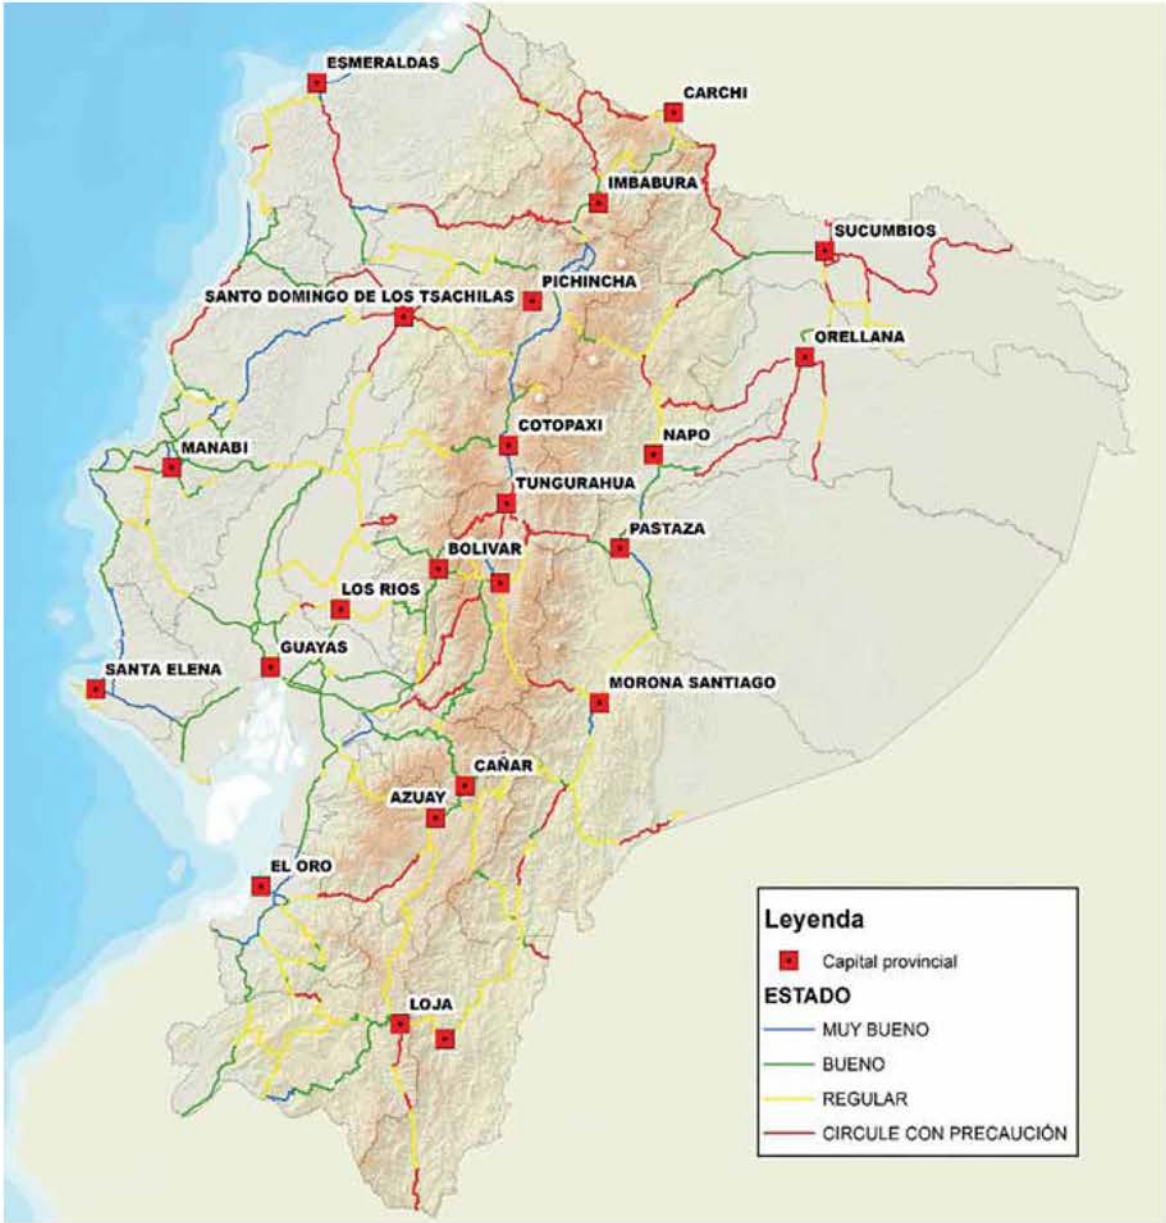 ESMERALDAS
CARCHI
IMBABURA
SUCUMBIOS
PICHINCHA
SANTO DOMINGO DE LOS TSACHILAS
ORELLANA
COTOPAXI
NAPO
MANABI
TUNGURAHUA
PASTAZA
BOLIVAR
LOS RIOS
GUAYAS
SANTA ELENA
MORONA SANTIAGO
CAÑAR
AZUAY
EL ORO
LOJA
Leyenda
Capital provincial
ESTADO
MUY BUENO
BUENO
REGULAR
CIRCULE CON PRECAUCIÓN